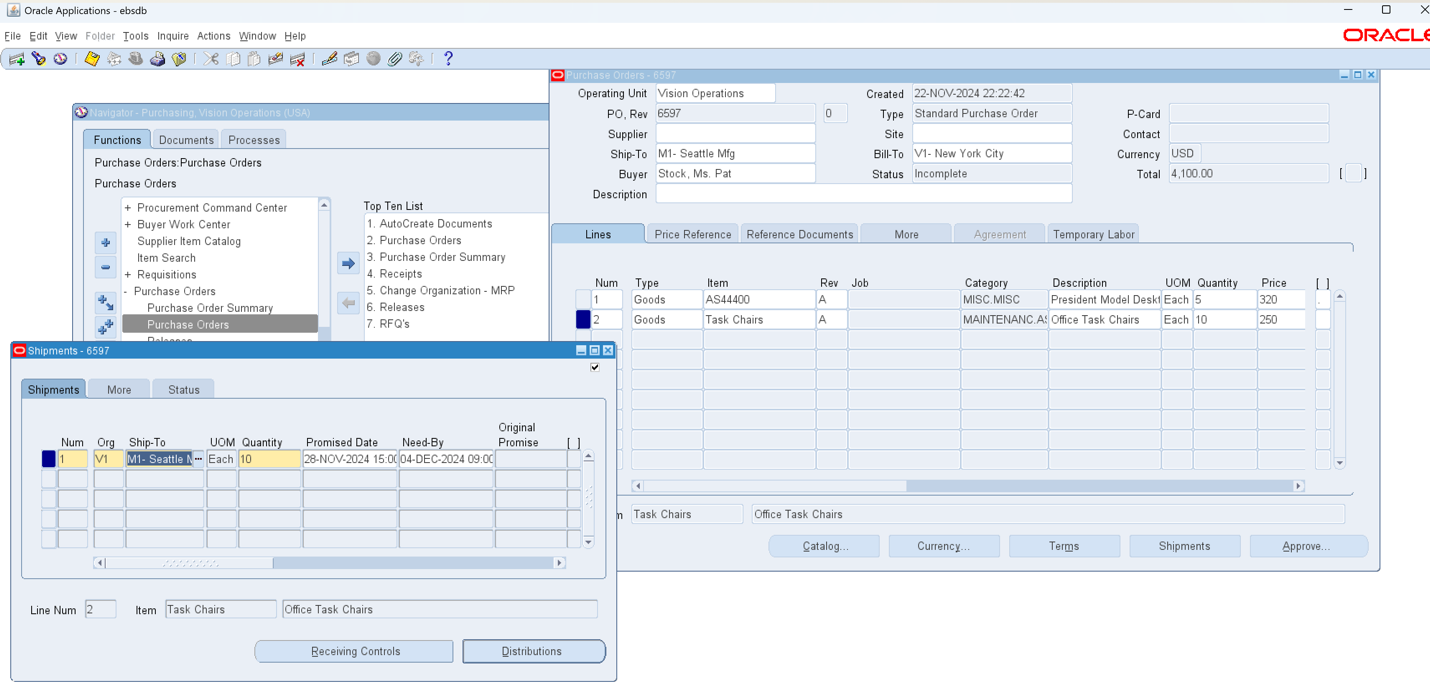 Oracle Applications - ebsdb
File Edit View Folder Tools Inquire Actions Window Help
ORACLE
Navigator - Purchasing, Vision Operations (USA)
Functions Documents Processes
Purchase Orders:Purchase Orders
Purchase Orders
+ Procurement Command Center
+ Buyer Work Center
Supplier Item Catalog
Item Search
+ Requisitions
- Purchase Orders
Purchase Order Summary
Purchase Orders
Releases
Top Ten List
1. AutoCreate Documents
2. Purchase Orders
3. Purchase Order Summary
4. Receipts
5. Change Organization - MRP
6. Releases
7. RFQ's
Purchase Orders - 6597
Operating Unit Vision Operations Created 22-NOV-2024 22:22:42
PO, Rev 6597 0 Type Standard Purchase Order P-Card
Supplier Site Contact
Ship-To M1- Seattle Mfg Bill-To V1- New York City Currency USD
Buyer Stock, Ms. Pat Status Incomplete Total 4,100.00 [ ]
Description
Lines Price Reference Reference Documents More Agreement Temporary Labor
Num Type Item Rev Job Category Description UOM Quantity Price [ ]
1 Goods AS44400 A MISC.MISC President Model Deskt Each 5 320 .
2 Goods Task Chairs A MAINTENANC.AS Office Task Chairs Each 10 250
m Task Chairs Office Task Chairs
Catalog... Currency... Terms Shipments Approve...
Shipments - 6597
Shipments More Status
Num Org Ship-To UOM Quantity Promised Date Need-By Original Promise [ ]
1 V1 M1- Seattle M ... Each 10 28-NOV-2024 15:00 04-DEC-2024 09:00
Line Num 2 Item Task Chairs Office Task Chairs
Receiving Controls Distributions